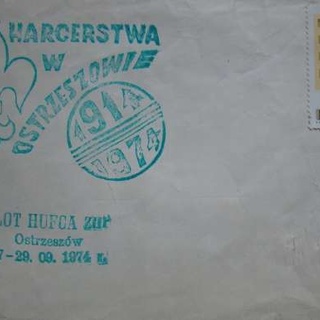 HARCERSTWA
W
OSTRZESZOWIE
1914
1974
LOT HUFCA ZHP
Ostrzeszów
7-29. 09. 1974 r.